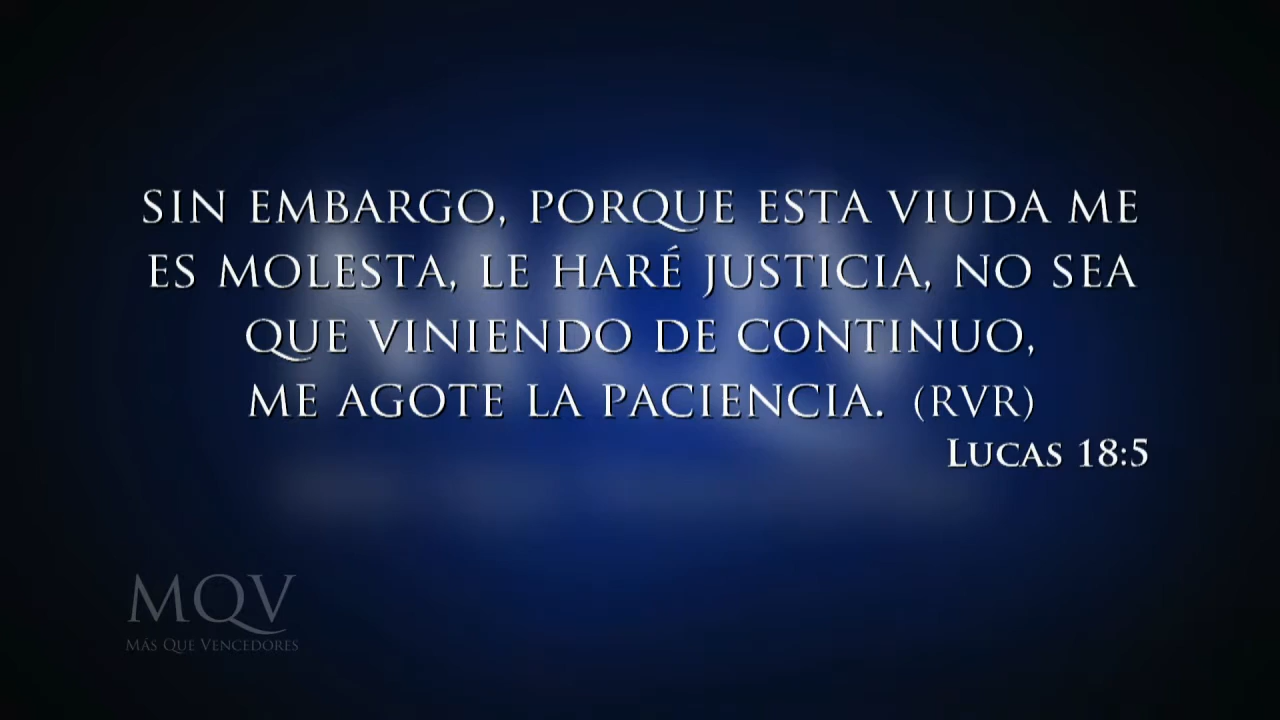 SIN EMBARGO, PORQUE ESTA VIUDA ME
ES MOLESTA, LE HARÉ JUSTICIA, NO SEA
QUE VINIENDO DE CONTINUO,
ME AGOTE LA PACIENCIA. (RVR)
LUCAS 18:5
MQV
MÁS QUE VENCEDORES